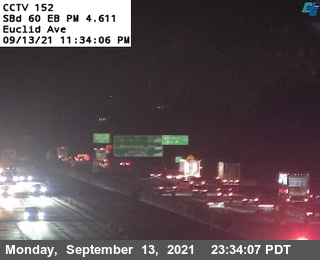 CCTV 152
SBd 60 EB PM 4.611
Euclid Ave
09/13/21 11:34:06 PM
Monday, September 13, 2021 23:34:07 PDT